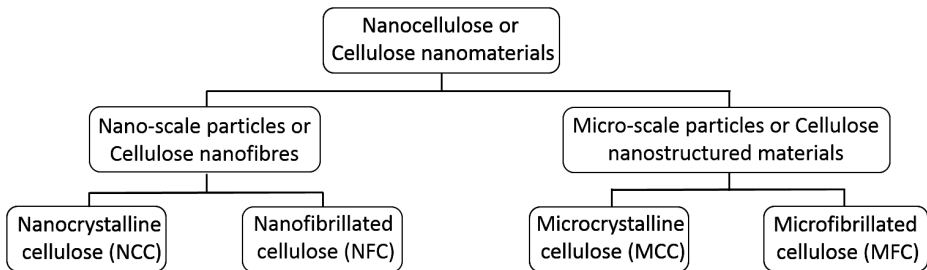 Nanocellulose or
Cellulose nanomaterials
Nano-scale particles or
Cellulose nanofibres
Micro-scale particles or Cellulose
nanostructured materials
Nanocrystalline
cellulose (NCC)
Nanofibrillated
cellulose (NFC)
Microcrystalline
cellulose (MCC)
Microfibrillated
cellulose (MFC)